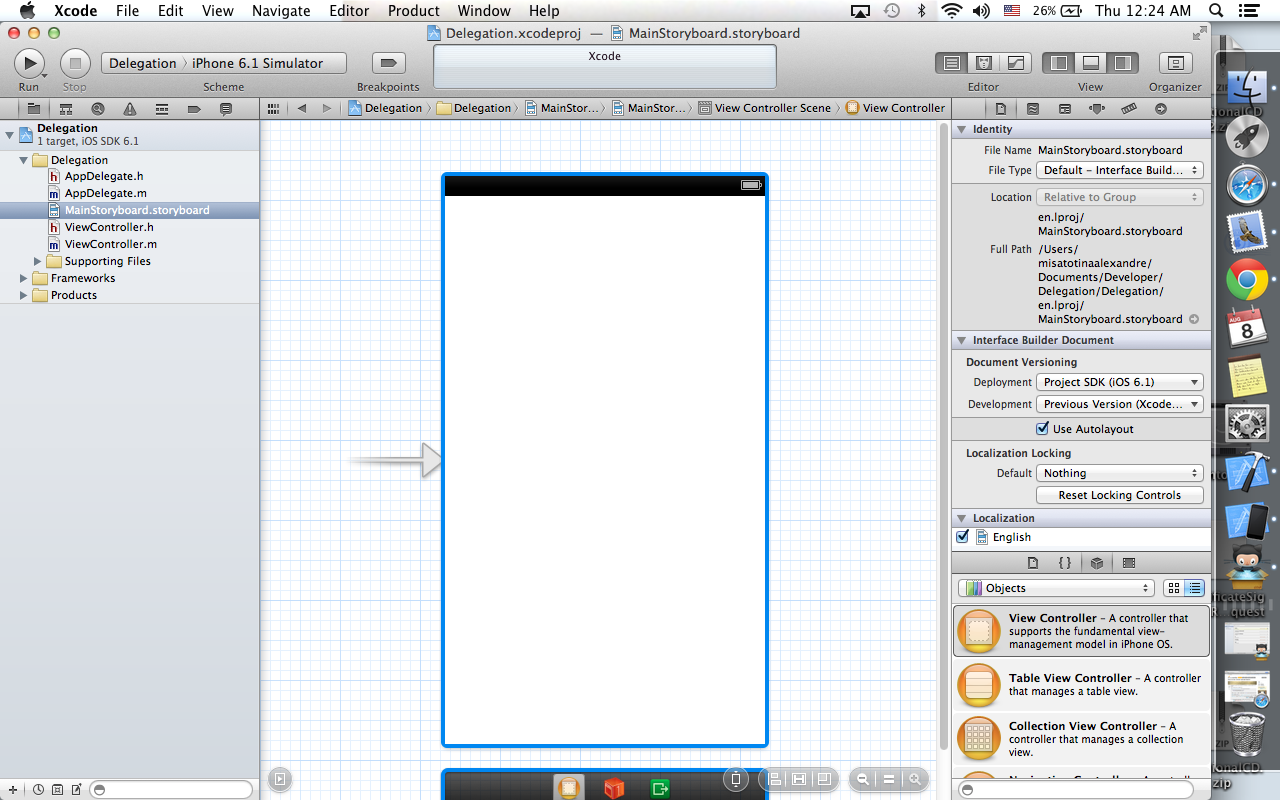 Xcode File Edit View Navigate Editor Product Window Help 26% Thu 12:24 AM
Delegation.xcodeproj — MainStoryboard.storyboard
Delegation iPhone 6.1 Simulator
Xcode
Run Stop Scheme Breakpoints Editor View Organizer
Delegation Delegation MainStor... MainStor... View Controller Scene View Controller
Delegation
1 target, iOS SDK 6.1
Delegation
h AppDelegate.h
m AppDelegate.m
MainStoryboard.storyboard
h ViewController.h
m ViewController.m
Supporting Files
Frameworks
Products
Identity
File Name MainStoryboard.storyboard
File Type Default – Interface Build...
Location Relative to Group
en.lproj/
MainStoryboard.storyboard
Full Path /Users/
misatotinaalexandre/
Documents/Developer/
Delegation/Delegation/
en.lproj/
MainStoryboard.storyboard
Interface Builder Document
Document Versioning
Deployment Project SDK (iOS 6.1)
Development Previous Version (Xcode...
Use Autolayout
Localization Locking
Default Nothing
Reset Locking Controls
Localization
English
{ }
Objects
View Controller – A controller that
supports the fundamental view-
management model in iPhone OS.
Table View Controller – A controller
that manages a table view.
Collection View Controller – A
controller that manages a collection
view.
AUG
8
ficateSig
quest
ZIP
onalCD.
zip